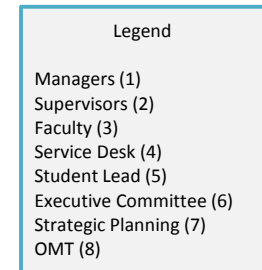 Legend
Managers (1)
Supervisors (2)
Faculty (3)
Service Desk (4)
Student Lead (5)
Executive Committee (6)
Strategic Planning (7)
OMT (8)